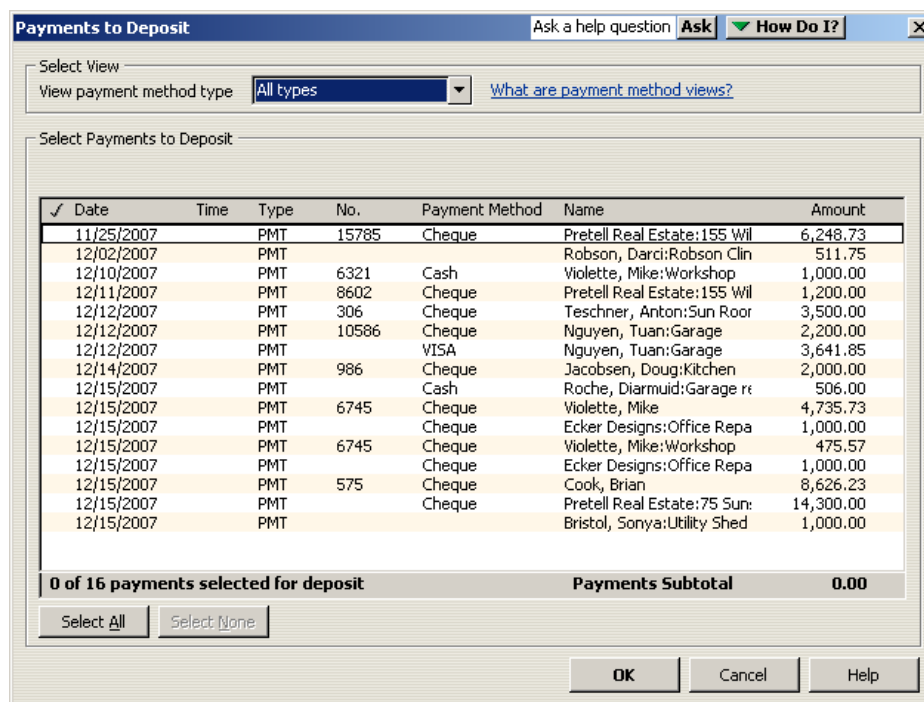 Payments to Deposit Ask a help question Ask How Do I?
Select View
View payment method type All types What are payment method views?
Select Payments to Deposit
✓ Date Time Type No. Payment Method Name Amount
11/25/2007 PMT 15785 Cheque Pretell Real Estate:155 Wil 6,248.73
12/02/2007 PMT Robson, Darci:Robson Clin 511.75
12/10/2007 PMT 6321 Cash Violette, Mike:Workshop 1,000.00
12/11/2007 PMT 8602 Cheque Pretell Real Estate:155 Wil 1,200.00
12/12/2007 PMT 306 Cheque Teschner, Anton:Sun Roor 3,500.00
12/12/2007 PMT 10586 Cheque Nguyen, Tuan:Garage 2,200.00
12/12/2007 PMT VISA Nguyen, Tuan:Garage 3,641.85
12/14/2007 PMT 986 Cheque Jacobsen, Doug:Kitchen 2,000.00
12/15/2007 PMT Cash Roche, Diarmuid:Garage re 506.00
12/15/2007 PMT 6745 Cheque Violette, Mike 4,735.73
12/15/2007 PMT Cheque Ecker Designs:Office Repa 1,000.00
12/15/2007 PMT 6745 Cheque Violette, Mike:Workshop 475.57
12/15/2007 PMT Cheque Ecker Designs:Office Repa 1,000.00
12/15/2007 PMT 575 Cheque Cook, Brian 8,626.23
12/15/2007 PMT Cheque Pretell Real Estate:75 Sun: 14,300.00
12/15/2007 PMT Bristol, Sonya:Utility Shed 1,000.00
0 of 16 payments selected for deposit Payments Subtotal 0.00
Select All Select None
OK Cancel Help